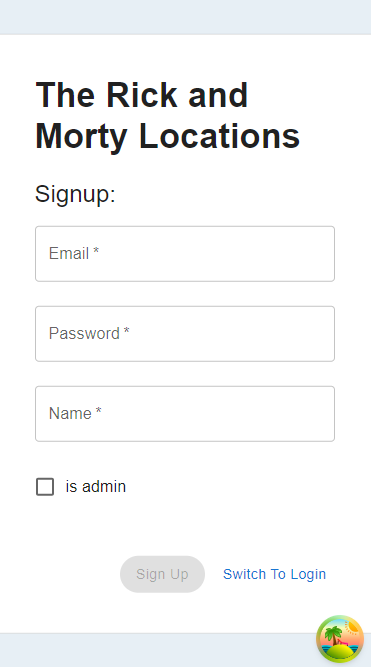 The Rick and
Morty Locations
Signup:
Email *
Password *
Name *
is admin
Sign Up
Switch To Login